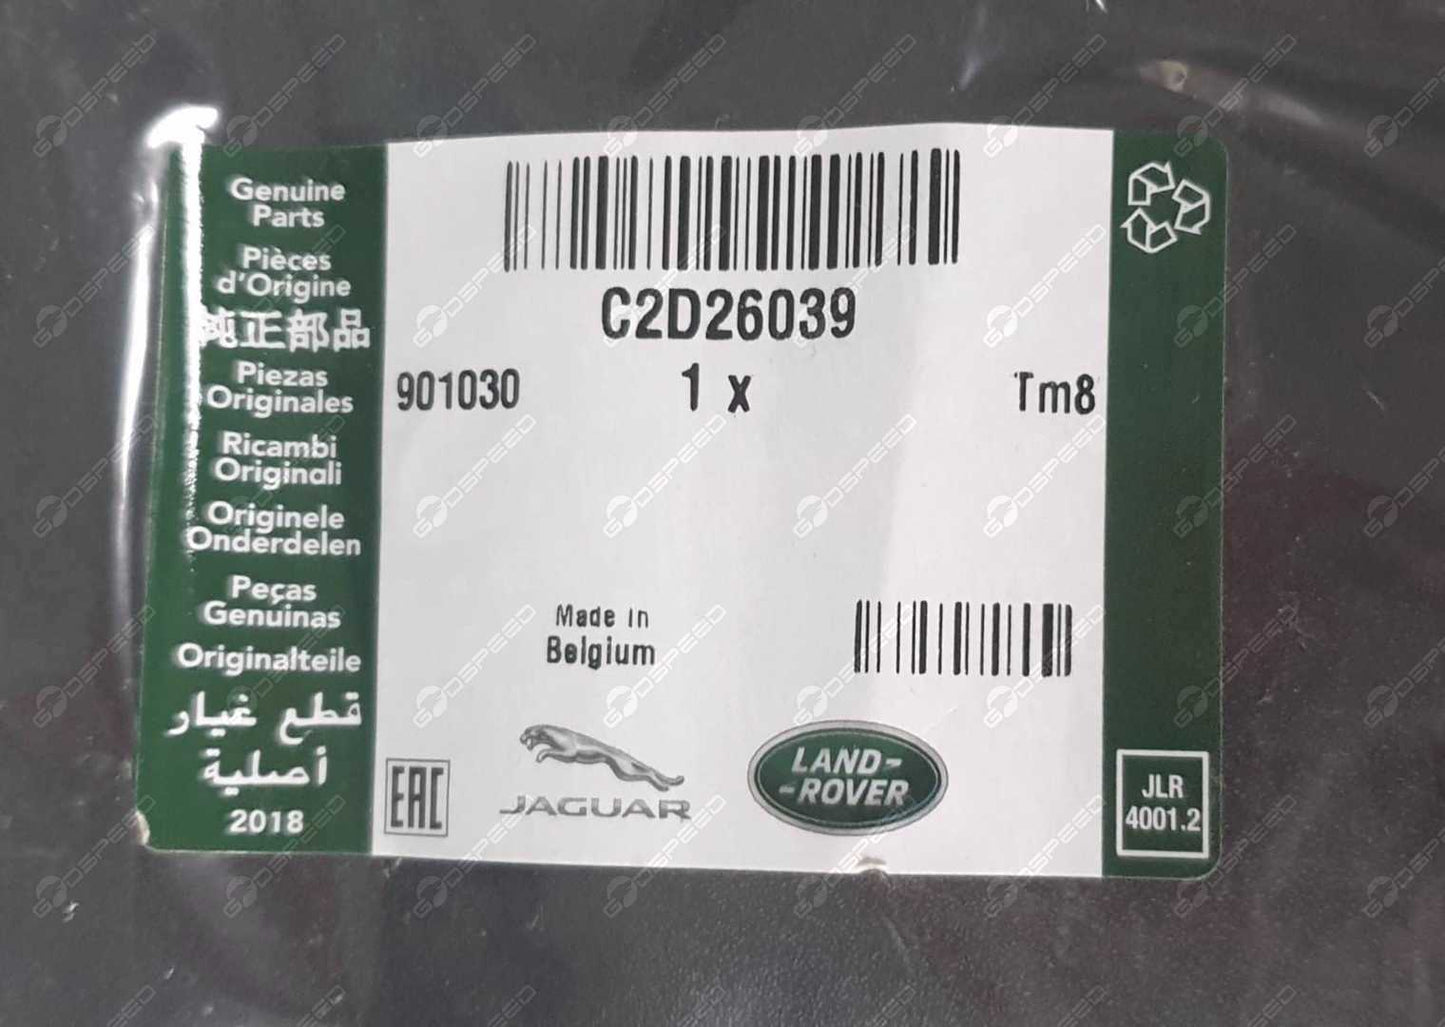 Genuine
Parts
Pièces
d'Origine
純正部品
Piezas
Originales
Ricambi
Originali
Originele
Onderdelen
Peças
Genuinas
Originalteile
قطع غيار
أصلية
2018
C2D26039
901030
1 x
Tm8
Made in
Belgium
EAC
JAGUAR
LAND-
-ROVER
JLR
4001.2
GODSPEED